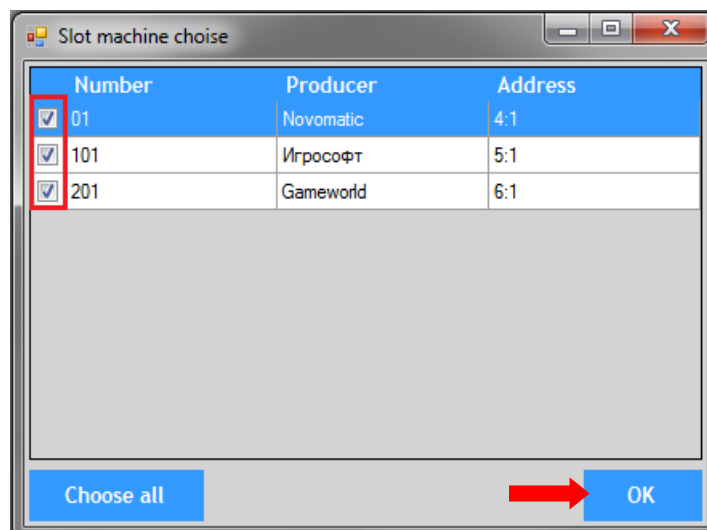 Slot machine choise
Number Producer Address
01 Novomatic 4:1
101 Игрософт 5:1
201 Gameworld 6:1
Choose all OK